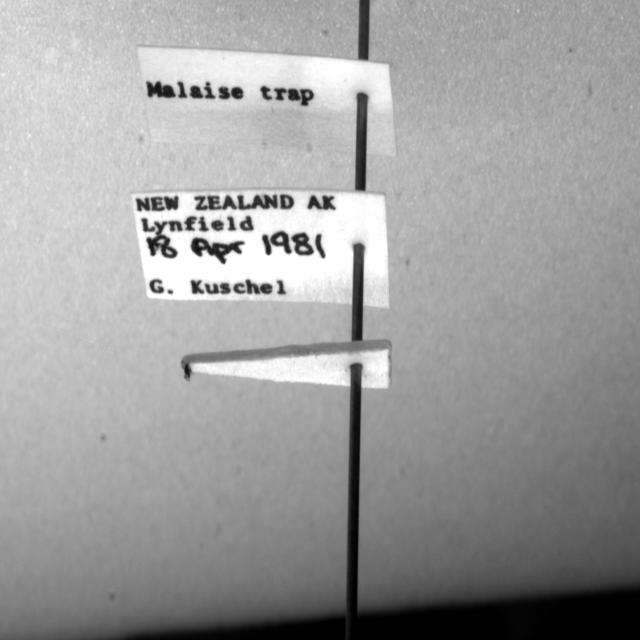 Malaise trap
NEW ZEALAND AK
Lynfield
18 Apr 1981
G. Kuschel